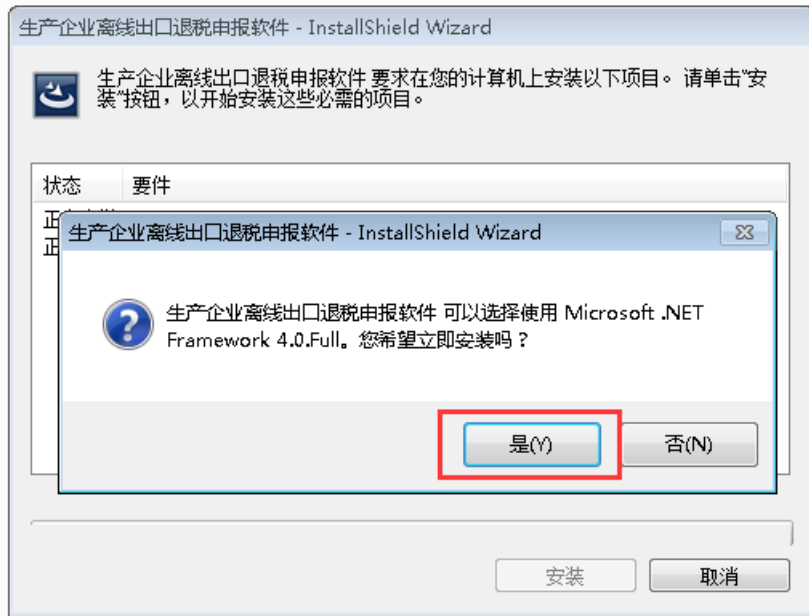 生产企业离线出口退税申报软件 - InstallShield Wizard
生产企业离线出口退税申报软件 要求在您的计算机上安装以下项目。 请单击“安
装”按钮，以开始安装这些必需的项目。
状态 要件
正
正
生产企业离线出口退税申报软件 - InstallShield Wizard
生产企业离线出口退税申报软件 可以选择使用 Microsoft .NET
Framework 4.0.Full。您希望立即安装吗？
是(Y) 否(N)
安装 取消